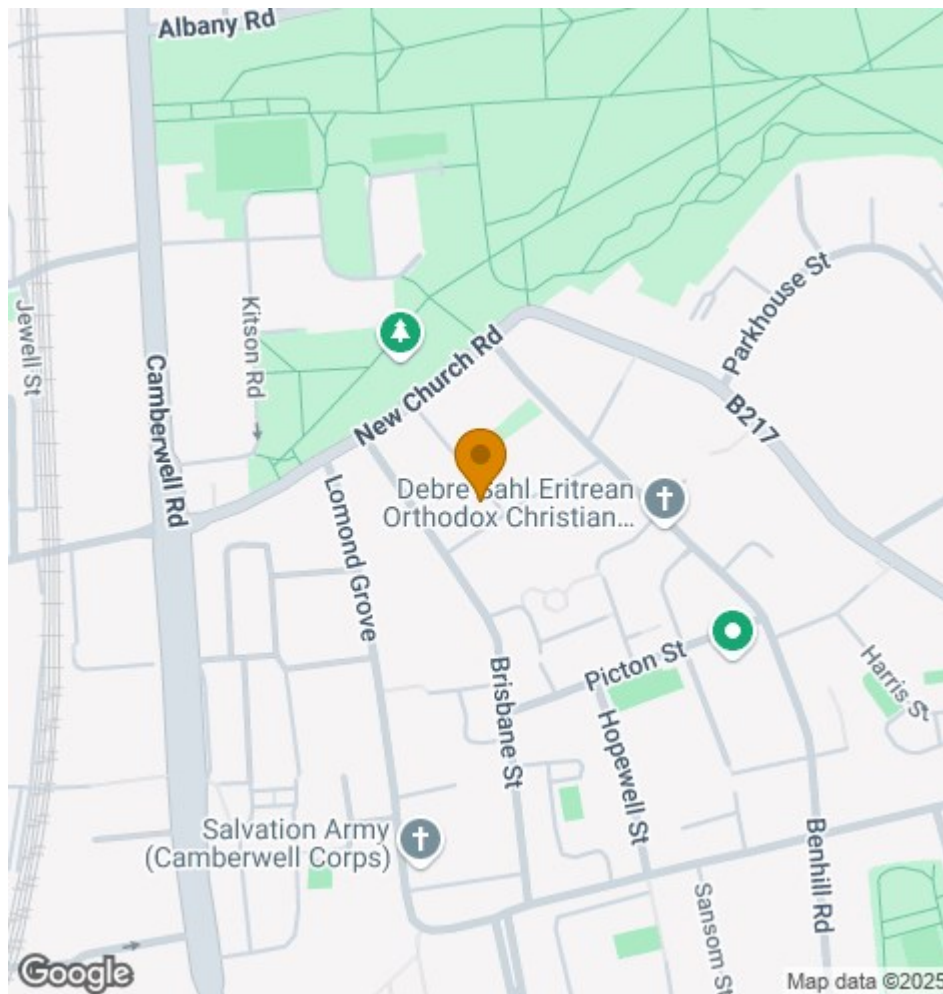 Albany Rd
Jewell St
Kitson Rd
Camberwell Rd
New Church Rd
Parkhouse St
B217
Lomond Grove
Debre Sahl Eritrean
Orthodox Christian...
Brisbane St
Picton St
Harris St
Hopewell St
Salvation Army
(Camberwell Corps)
Benhill Rd
Sansom St
Google
Map data ©2025